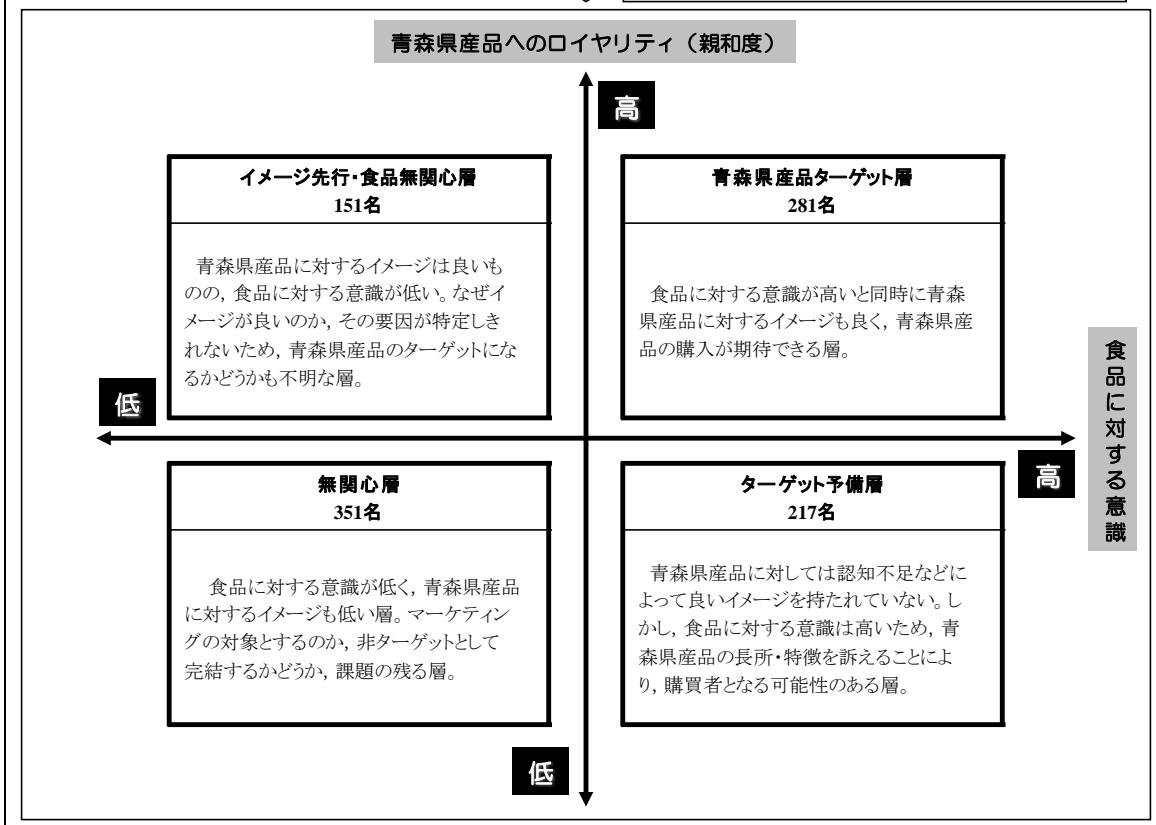 青森県産品へのロイヤリティ（親和度）
高
イメージ先行・食品無関心層
151名
青森県産品に対するイメージは良いも
のの，食品に対する意識が低い。なぜイ
メージが良いのか，その要因が特定しき
れないため，青森県産品のターゲットにな
るかどうかも不明な層。
青森県産品ターゲット層
281名
食品に対する意識が高いと同時に青森
県産品に対するイメージも良く，青森県産
品の購入が期待できる層。
低
高
食品に対する意識
無関心層
351名
食品に対する意識が低く，青森県産品
に対するイメージも低い層。マーケティン
グの対象とするのか，非ターゲットとして
完結するかどうか，課題の残る層。
ターゲット予備層
217名
青森県産品に対しては認知不足などに
よって良いイメージを持たれていない。し
かし，食品に対する意識は高いため，青
森県産品の長所・特徴を訴えることによ
り，購買者となる可能性のある層。
低